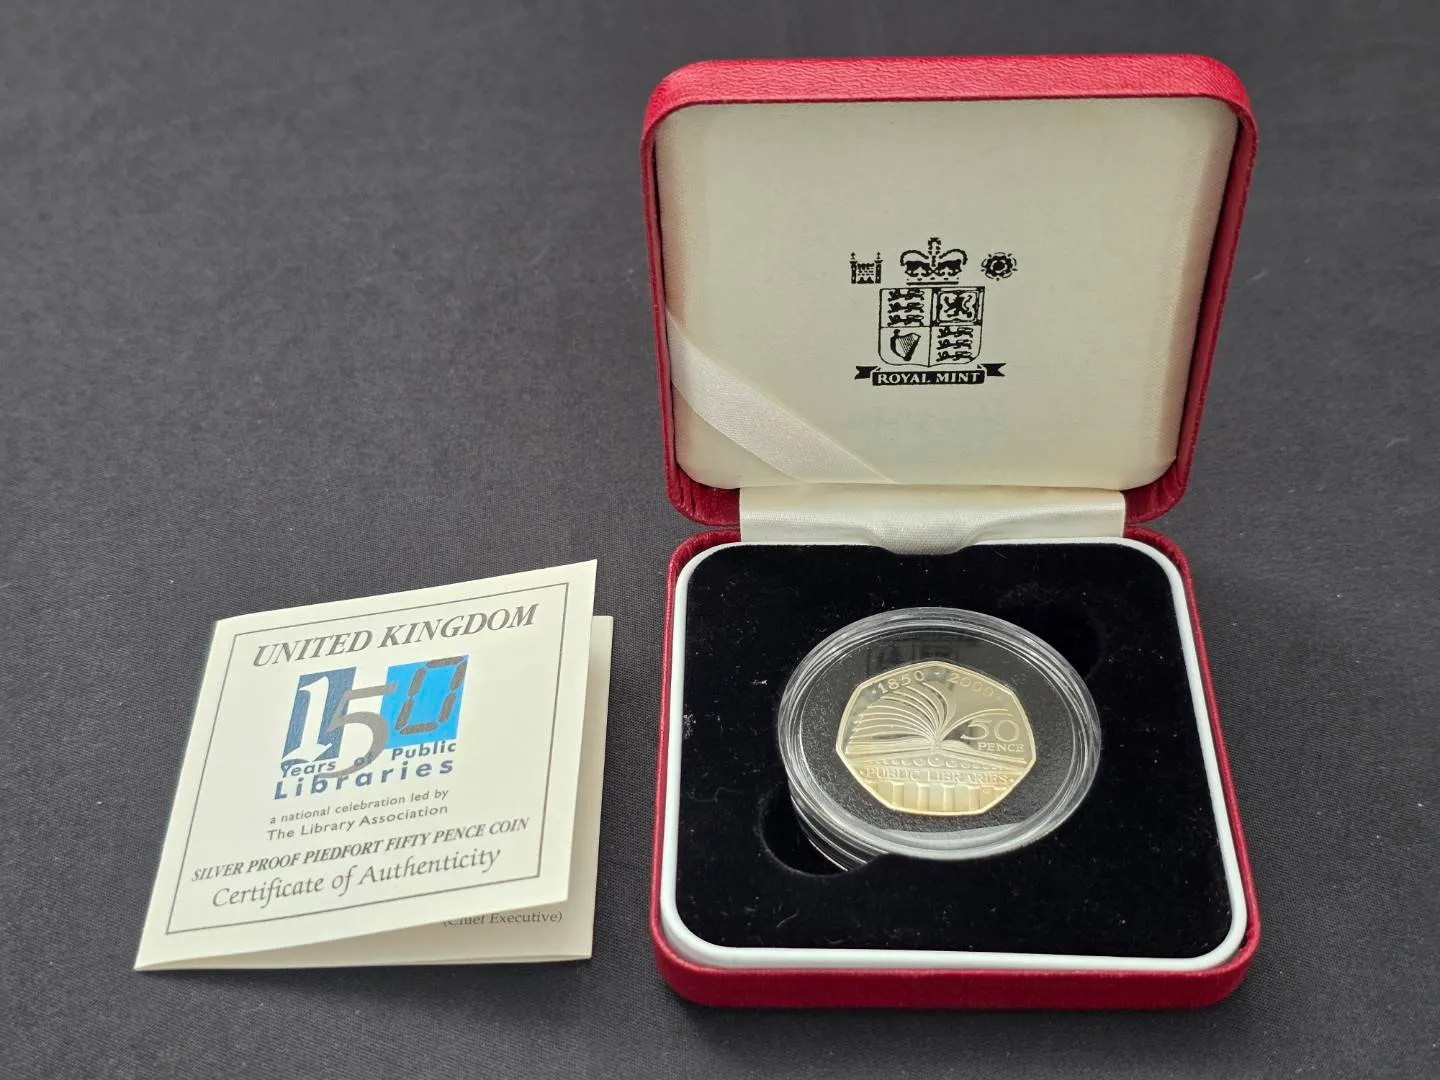 UNITED KINGDOM
150
Years of Public
Libraries
a national celebration led by
The Library Association
SILVER PROOF PIEDFORT FIFTY PENCE COIN
Certificate of Authenticity
(Chief Executive)
ROYAL MINT
·1850·2000·
50
PENCE
·PUBLIC LIBRARIES·